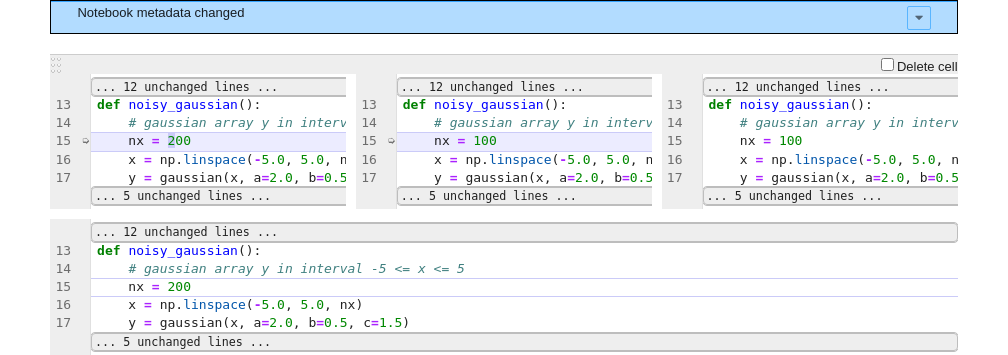 Notebook metadata changed
Delete cell
... 12 unchanged lines ...
13 def noisy_gaussian():
14 # gaussian array y in interv
15 nx = 200
16 x = np.linspace(-5.0, 5.0, n
17 y = gaussian(x, a=2.0, b=0.5
... 5 unchanged lines ...
... 12 unchanged lines ...
13 def noisy_gaussian():
14 # gaussian array y in interv
15 nx = 100
16 x = np.linspace(-5.0, 5.0, n
17 y = gaussian(x, a=2.0, b=0.5
... 5 unchanged lines ...
... 12 unchanged lines ...
13 def noisy_gaussian():
14 # gaussian array y in interv
15 nx = 100
16 x = np.linspace(-5.0, 5.0, n
17 y = gaussian(x, a=2.0, b=0.5
... 5 unchanged lines ...
... 12 unchanged lines ...
13 def noisy_gaussian():
14 # gaussian array y in interval -5 <= x <= 5
15 nx = 200
16 x = np.linspace(-5.0, 5.0, nx)
17 y = gaussian(x, a=2.0, b=0.5, c=1.5)
... 5 unchanged lines ...